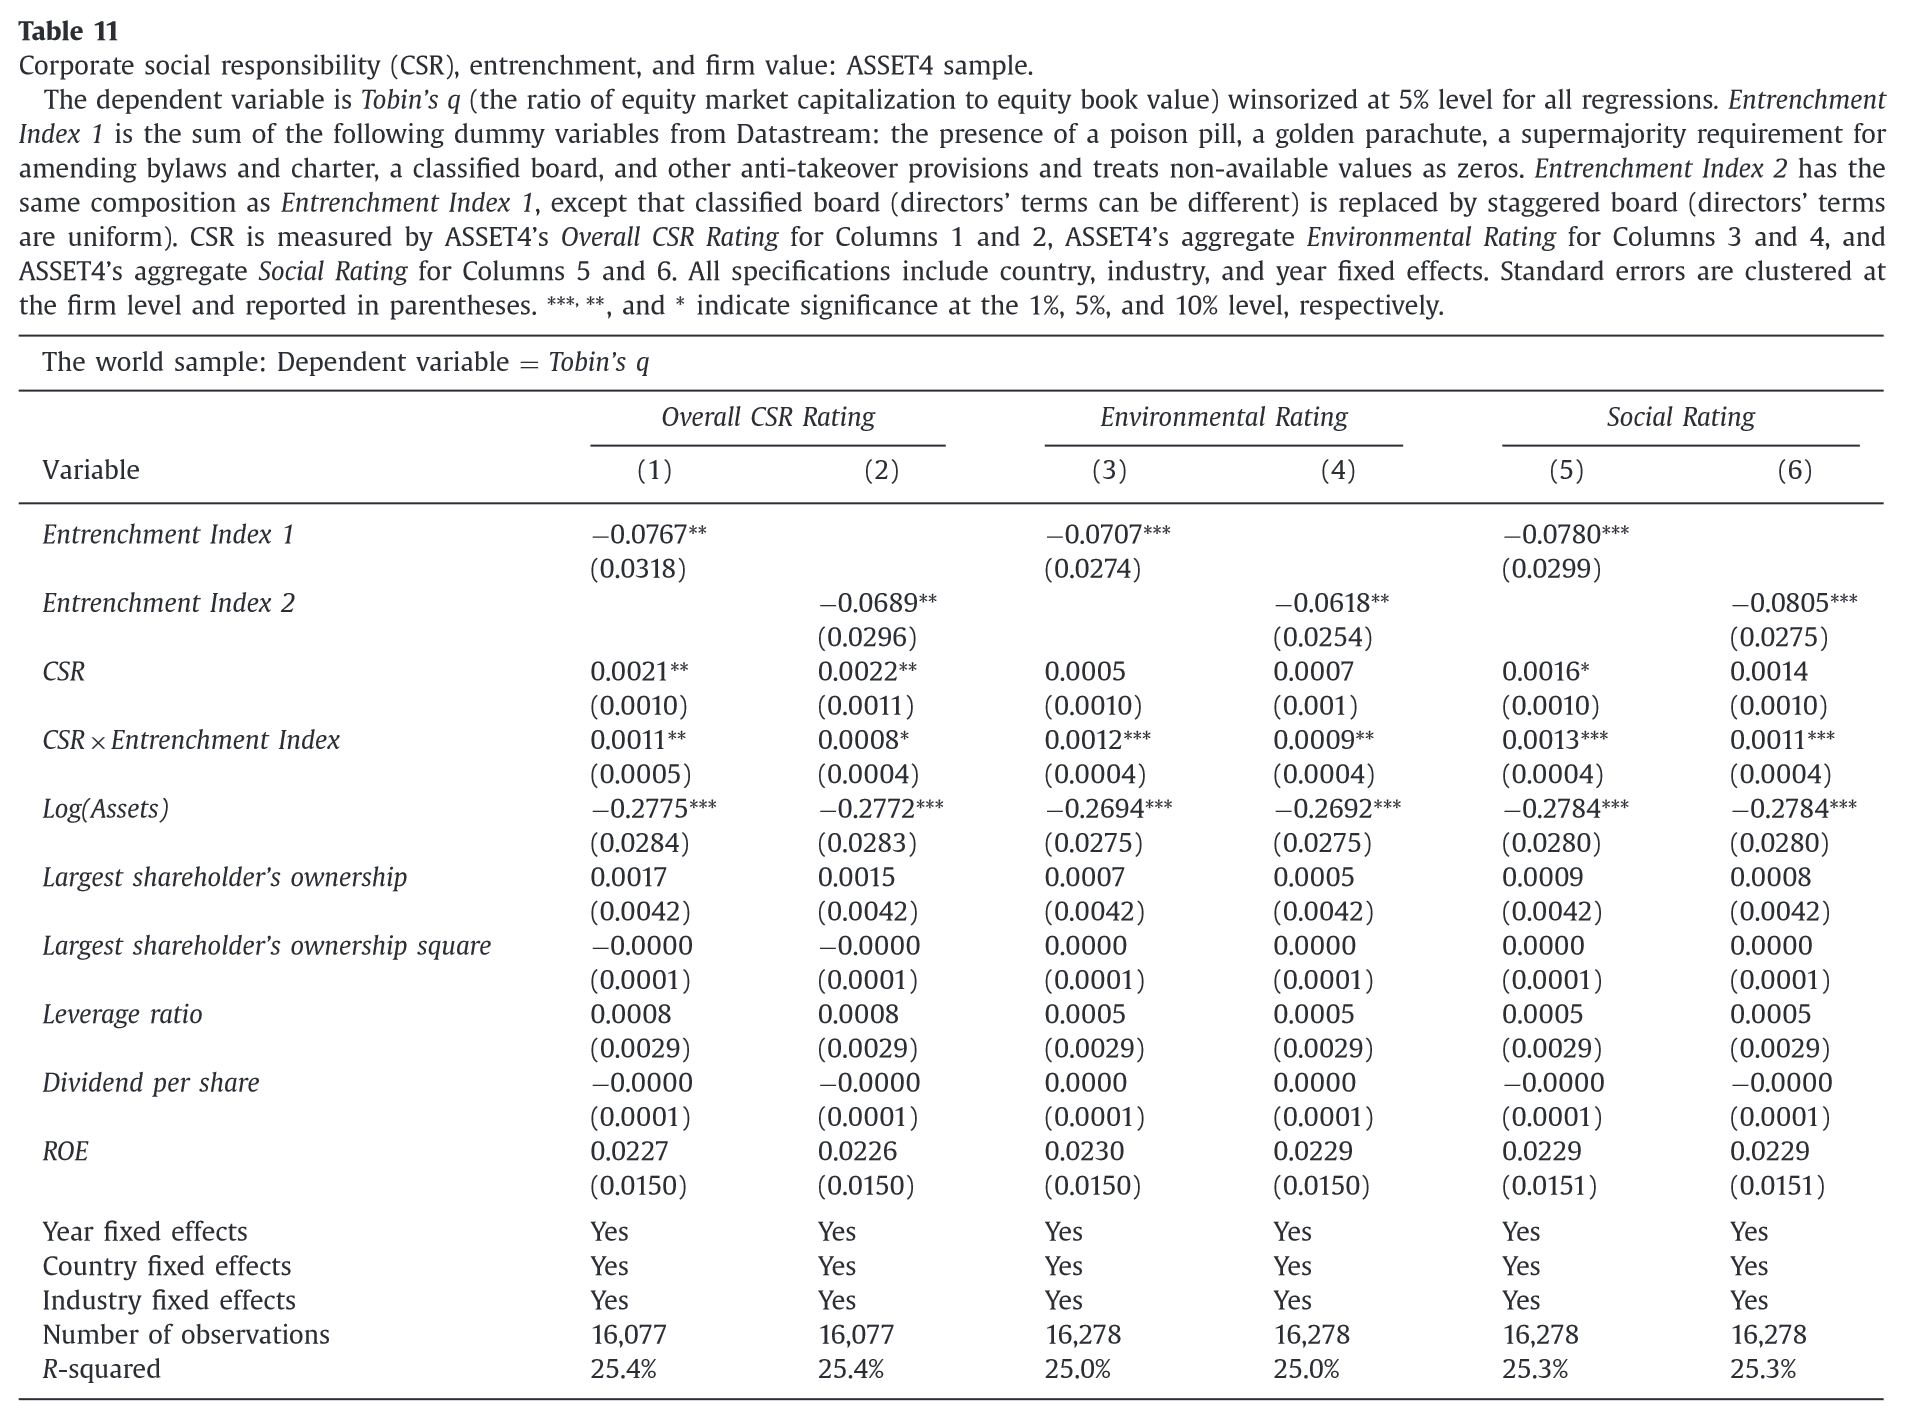 Table 11
Corporate social responsibility (CSR), entrenchment, and firm value: ASSET4 sample.
The dependent variable is Tobin's q (the ratio of equity market capitalization to equity book value) winsorized at 5% level for all regressions. Entrenchment
Index 1 is the sum of the following dummy variables from Datastream: the presence of a poison pill, a golden parachute, a supermajority requirement for
amending bylaws and charter, a classified board, and other anti-takeover provisions and treats non-available values as zeros. Entrenchment Index 2 has the
same composition as Entrenchment Index 1, except that classified board (directors' terms can be different) is replaced by staggered board (directors' terms
are uniform). CSR is measured by ASSET4's Overall CSR Rating for Columns 1 and 2, ASSET4's aggregate Environmental Rating for Columns 3 and 4, and
ASSET4's aggregate Social Rating for Columns 5 and 6. All specifications include country, industry, and year fixed effects. Standard errors are clustered at
the firm level and reported in parentheses. ***, **, and * indicate significance at the 1%, 5%, and 10% level, respectively.
The world sample: Dependent variable = Tobin's q
Overall CSR Rating Environmental Rating Social Rating
Variable (1) (2) (3) (4) (5) (6)
Entrenchment Index 1 −0.0767** −0.0707*** −0.0780***
(0.0318) (0.0274) (0.0299)
Entrenchment Index 2 −0.0689** −0.0618** −0.0805***
(0.0296) (0.0254) (0.0275)
CSR 0.0021** 0.0022** 0.0005 0.0007 0.0016* 0.0014
(0.0010) (0.0011) (0.0010) (0.001) (0.0010) (0.0010)
CSR × Entrenchment Index 0.0011** 0.0008* 0.0012*** 0.0009** 0.0013*** 0.0011***
(0.0005) (0.0004) (0.0004) (0.0004) (0.0004) (0.0004)
Log(Assets) −0.2775*** −0.2772*** −0.2694*** −0.2692*** −0.2784*** −0.2784***
(0.0284) (0.0283) (0.0275) (0.0275) (0.0280) (0.0280)
Largest shareholder's ownership 0.0017 0.0015 0.0007 0.0005 0.0009 0.0008
(0.0042) (0.0042) (0.0042) (0.0042) (0.0042) (0.0042)
Largest shareholder's ownership square −0.0000 −0.0000 0.0000 0.0000 0.0000 0.0000
(0.0001) (0.0001) (0.0001) (0.0001) (0.0001) (0.0001)
Leverage ratio 0.0008 0.0008 0.0005 0.0005 0.0005 0.0005
(0.0029) (0.0029) (0.0029) (0.0029) (0.0029) (0.0029)
Dividend per share −0.0000 −0.0000 0.0000 0.0000 −0.0000 −0.0000
(0.0001) (0.0001) (0.0001) (0.0001) (0.0001) (0.0001)
ROE 0.0227 0.0226 0.0230 0.0229 0.0229 0.0229
(0.0150) (0.0150) (0.0150) (0.0150) (0.0151) (0.0151)
Year fixed effects Yes Yes Yes Yes Yes Yes
Country fixed effects Yes Yes Yes Yes Yes Yes
Industry fixed effects Yes Yes Yes Yes Yes Yes
Number of observations 16,077 16,077 16,278 16,278 16,278 16,278
R-squared 25.4% 25.4% 25.0% 25.0% 25.3% 25.3%